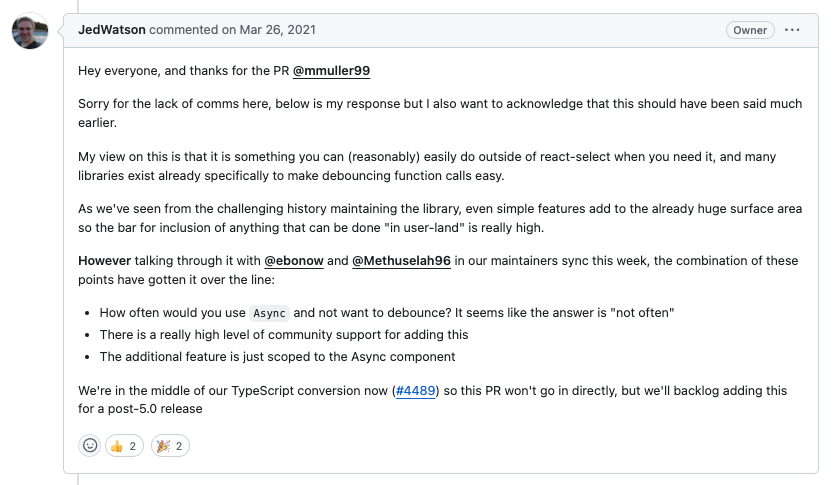 JedWatson commented on Mar 26, 2021
Owner
Hey everyone, and thanks for the PR @mmuller99
Sorry for the lack of comms here, below is my response but I also want to acknowledge that this should have been said much
earlier.
My view on this is that it is something you can (reasonably) easily do outside of react-select when you need it, and many
libraries exist already specifically to make debouncing function calls easy.
As we've seen from the challenging history maintaining the library, even simple features add to the already huge surface area
so the bar for inclusion of anything that can be done "in user-land" is really high.
However talking through it with @ebonow and @Methuselah96 in our maintainers sync this week, the combination of these
points have gotten it over the line:
• How often would you use Async and not want to debounce? It seems like the answer is "not often"
• There is a really high level of community support for adding this
• The additional feature is just scoped to the Async component
We're in the middle of our TypeScript conversion now (#4489) so this PR won't go in directly, but we'll backlog adding this
for a post-5.0 release
👍 2 🎉 2